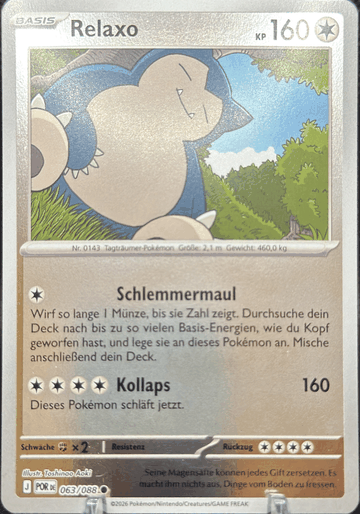 BASIS
Relaxo
KP 160
Nr. 0143 Tagträumer-Pokémon Größe: 2,1 m Gewicht: 460,0 kg
Schlemmermaul
Wirf so lange 1 Münze, bis sie Zahl zeigt. Durchsuche dein
Deck nach bis zu so vielen Basis-Energien, wie du Kopf
geworfen hast, und lege sie an dieses Pokémon an. Mische
anschließend dein Deck.
Kollaps 160
Dieses Pokémon schläft jetzt.
Schwäche ×2 Resistenz Rückzug
Illustr. Toshinao Aoki
J POR DE 063/088
Seine Magensäfte können jedes Gift zersetzen. Es
macht ihm nichts aus, Dinge vom Boden zu fressen.
©2026 Pokémon/Nintendo/Creatures/GAME FREAK